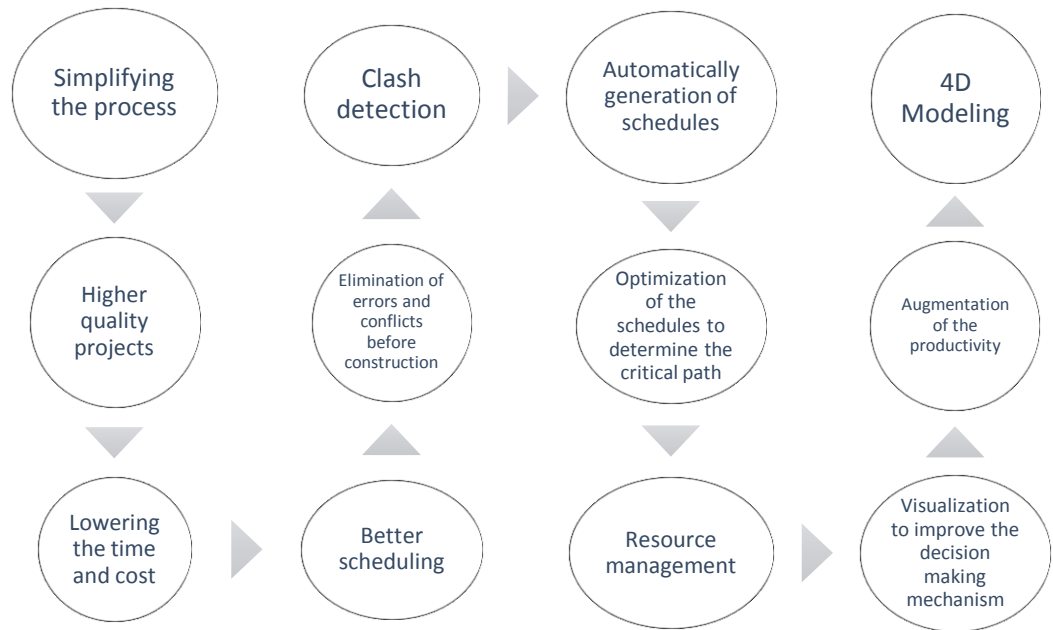 Simplifying
the process
Higher
quality
projects
Lowering
the time
and cost
Better
scheduling
Elimination of
errors and
conflicts
before
construction
Clash
detection
Automatically
generation of
schedules
Optimization
of the
schedules to
determine the
critical path
Resource
management
Visualization
to improve the
decision
making
mechanism
Augmentation
of the
productivity
4D
Modeling